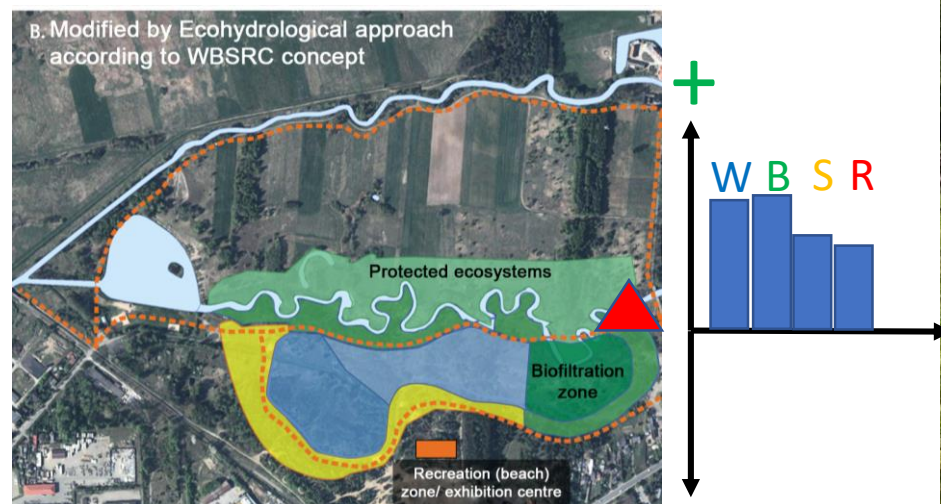 B. Modified by Ecohydrological approach
according to WBSRC concept
+
W B S R
Protected ecosystems
Biofiltration
zone
Recreation (beach)
zone/ exhibition centre